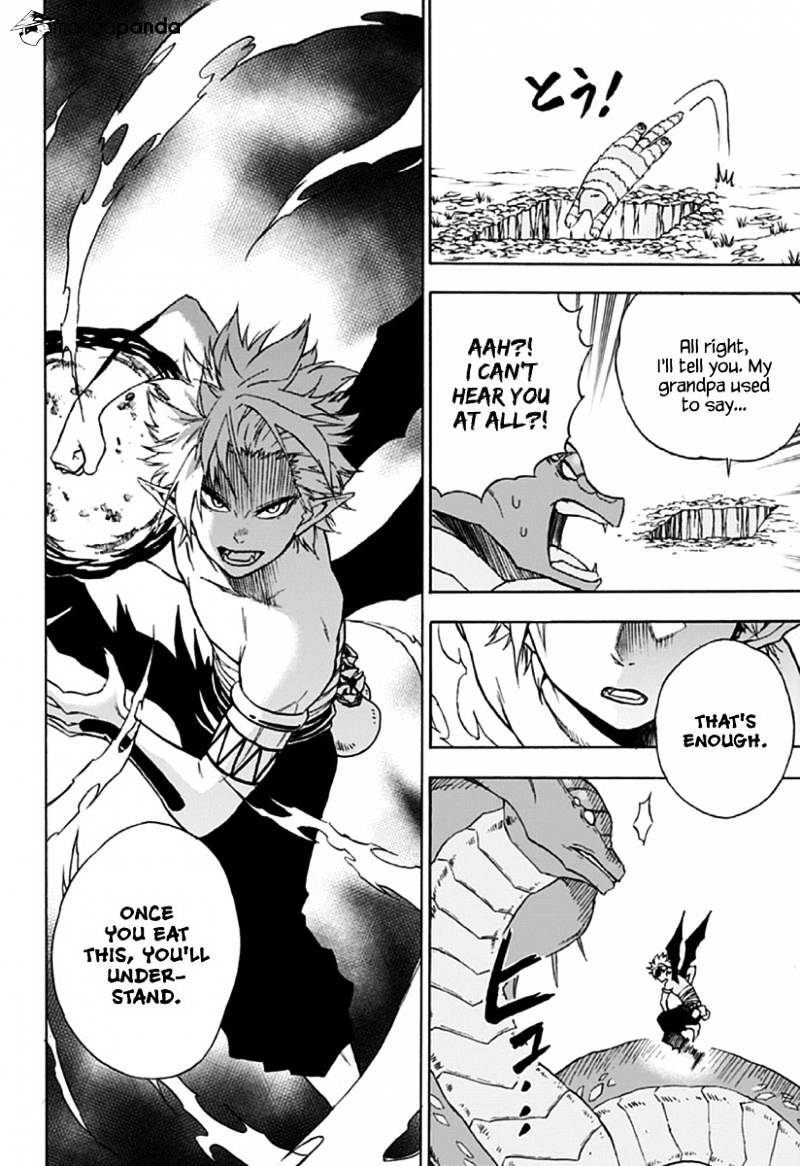 mangapanda
とう!
All right,
I'll tell you. My
grandpa used
to say...
AAH?!
I CAN'T
HEAR YOU
AT ALL?!
THAT'S
ENOUGH.
ヒュ…
ONCE
YOU EAT
THIS, YOU'LL
UNDER-
STAND.